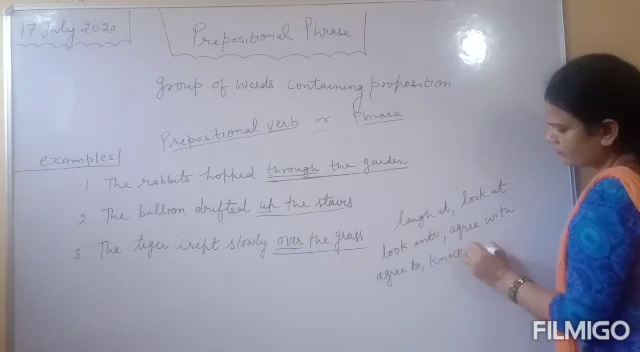 17 July 2020
Prepositional Phrase
Group of words containing proposition
Prepositional verb or Phrase
examples
1. The rabbits hopped through the garden
2 The balloon drifted up the stairs
3 The tiger crept slowly over the grass
laugh at, look at
look into, agree with
agree to, knock
FILMIGO